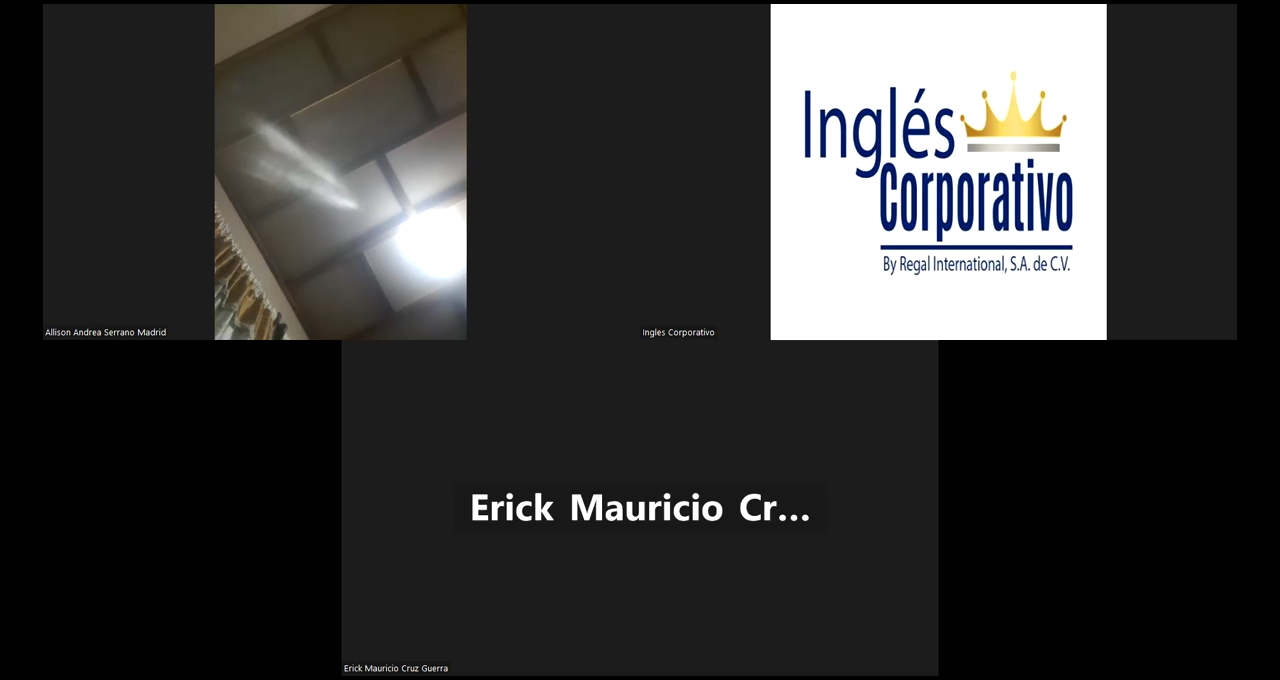 Inglés
Corporativo
By Regal International, S.A. de C.V.
Allison Andrea Serrano Madrid
Ingles Corporativo
Erick Mauricio Cr...
Erick Mauricio Cruz Guerra